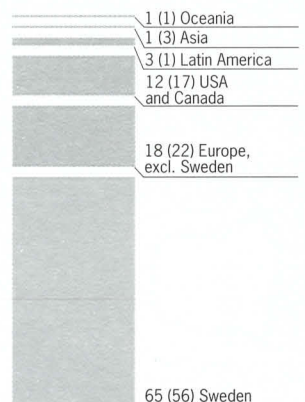 1 (1) Oceania
1 (3) Asia
3 (1) Latin America
12 (17) USA
and Canada
18 (22) Europe,
excl. Sweden
65 (56) Sweden